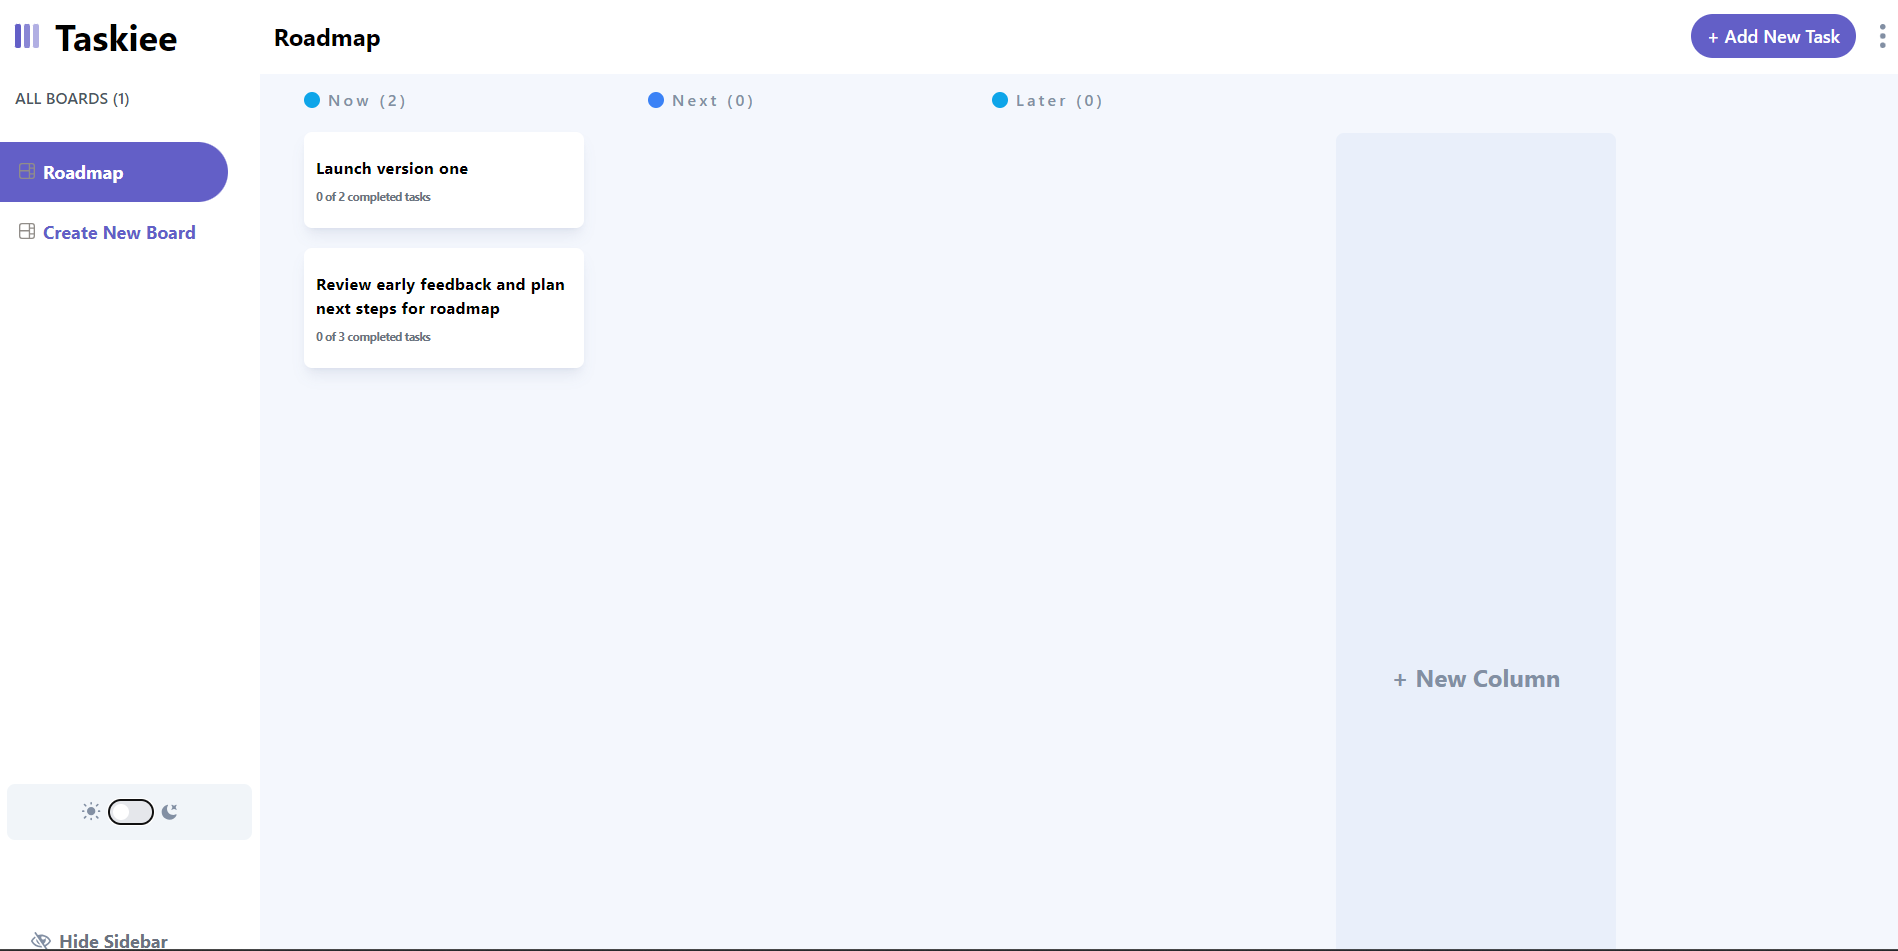 Taskiee
ALL BOARDS (1)
Roadmap
Create New Board
Hide Sidebar
Roadmap
+ Add New Task
Now (2)
Launch version one
0 of 2 completed tasks
Review early feedback and plan
next steps for roadmap
0 of 3 completed tasks
Next (0)
Later (0)
+ New Column